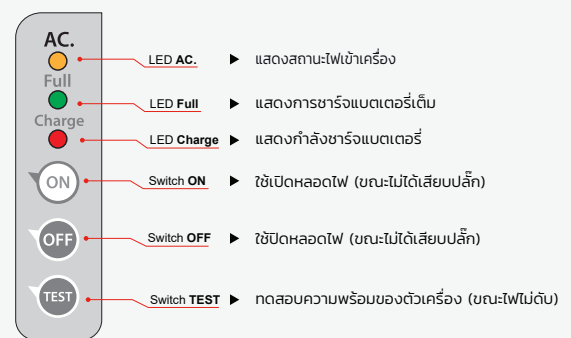 AC.
LED AC. ▶ แสดงสถานะไฟเข้าเครื่อง
Full
LED Full ▶ แสดงการชาร์จแบตเตอรี่เต็ม
Charge
LED Charge ▶ แสดงกำลังชาร์จแบตเตอรี่
ON Switch ON ▶ ใช้เปิดหลอดไฟ (ขณะไม่ได้เสียบปลั๊ก)
OFF Switch OFF ▶ ใช้ปิดหลอดไฟ (ขณะไม่ได้เสียบปลั๊ก)
TEST Switch TEST ▶ ทดสอบความพร้อมของตัวเครื่อง (ขณะไฟไม่ดับ)